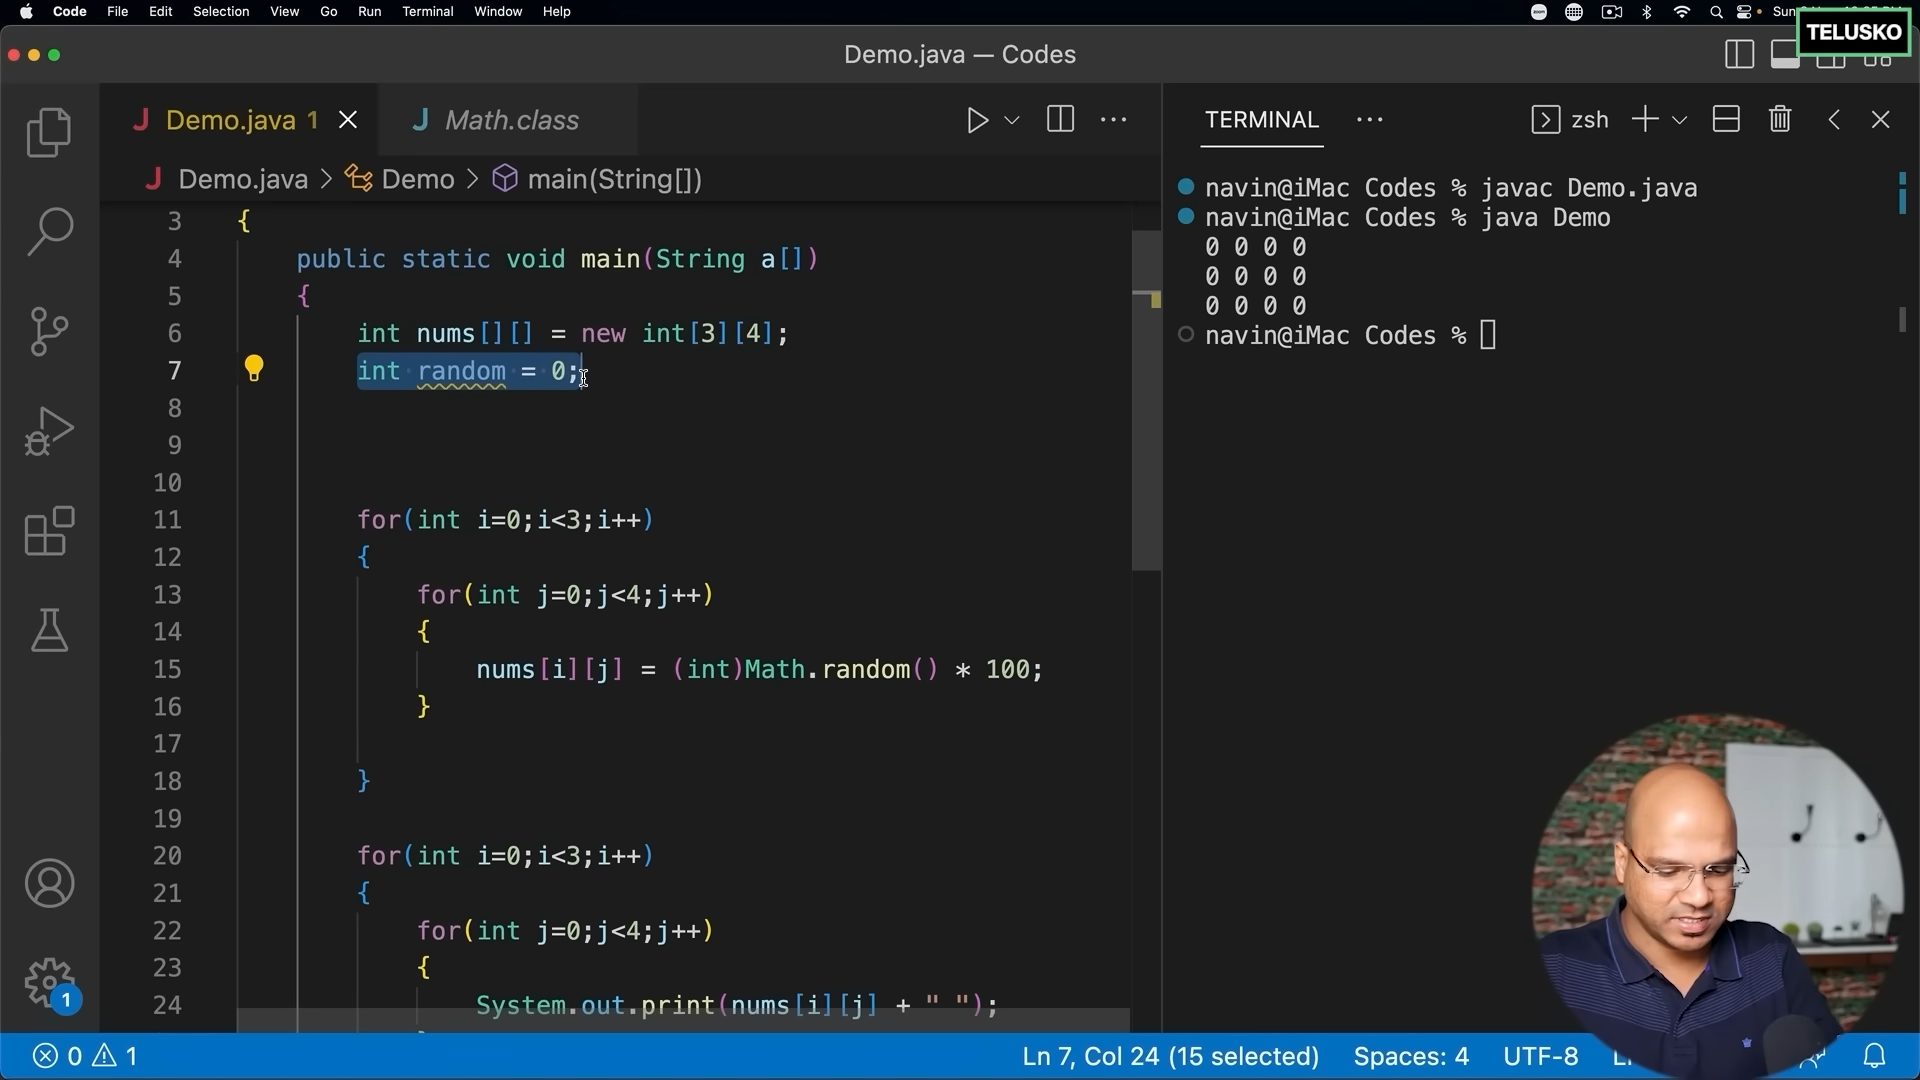 Code File Edit Selection View Go Run Terminal Window Help
TELUSKO
Demo.java — Codes
Demo.java 1
Math.class
Demo.java > Demo > main(String[])
3 {
4 public static void main(String a[])
5 {
6 int nums[][] = new int[3][4];
7 int random = 0;
8
9
10
11 for(int i=0;i<3;i++)
12 {
13 for(int j=0;j<4;j++)
14 {
15 nums[i][j] = (int)Math.random() * 100;
16 }
17
18 }
19
20 for(int i=0;i<3;i++)
21 {
22 for(int j=0;j<4;j++)
23 {
24 System.out.print(nums[i][j] + " ");
TERMINAL
zsh
navin@iMac Codes % javac Demo.java
navin@iMac Codes % java Demo
0 0 0 0
0 0 0 0
0 0 0 0
navin@iMac Codes %
1
0 1
Ln 7, Col 24 (15 selected) Spaces: 4 UTF-8